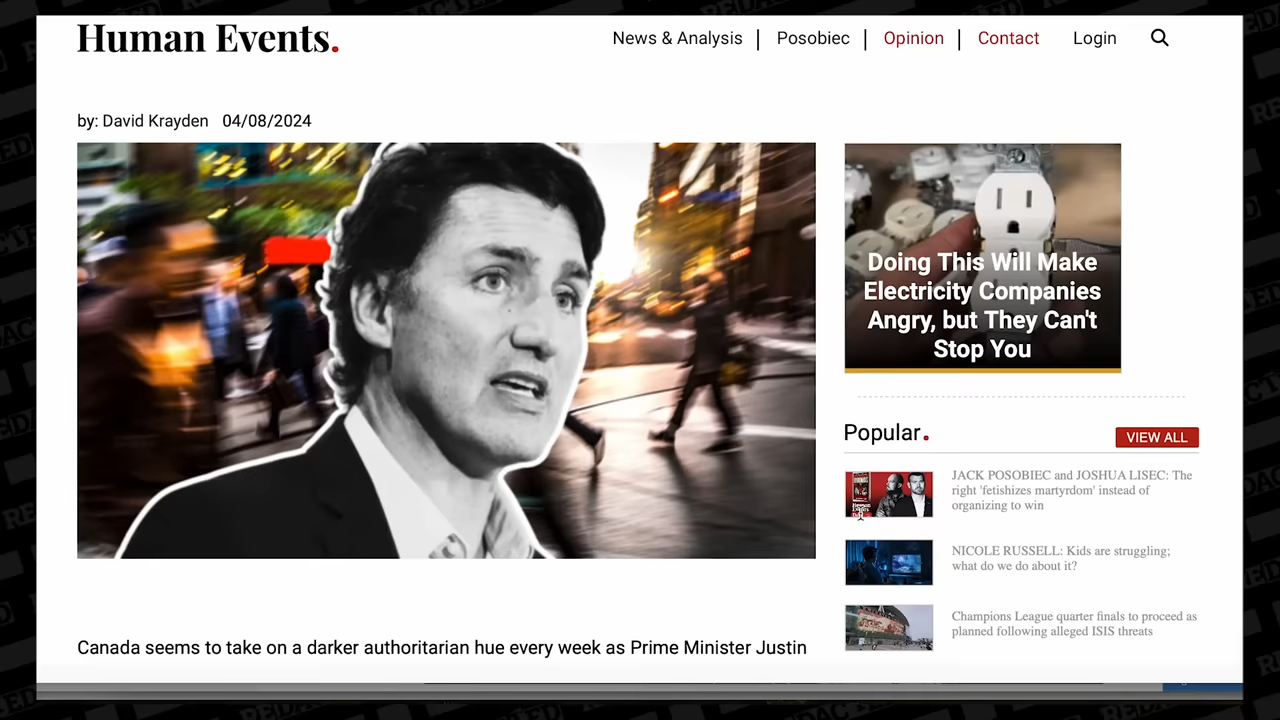 Human Events.
News & Analysis | Posobiec | Opinion | Contact Login
by: David Krayden 04/08/2024
Doing This Will Make
Electricity Companies
Angry, but They Can't
Stop You
Popular.
VIEW ALL
JACK POSOBIEC and JOSHUA LISEC: The
right 'fetishizes martyrdom' instead of
organizing to win
NICOLE RUSSELL: Kids are struggling;
what do we do about it?
Champions League quarter finals to proceed as
planned following alleged ISIS threats
Canada seems to take on a darker authoritarian hue every week as Prime Minister Justin
REDACTED